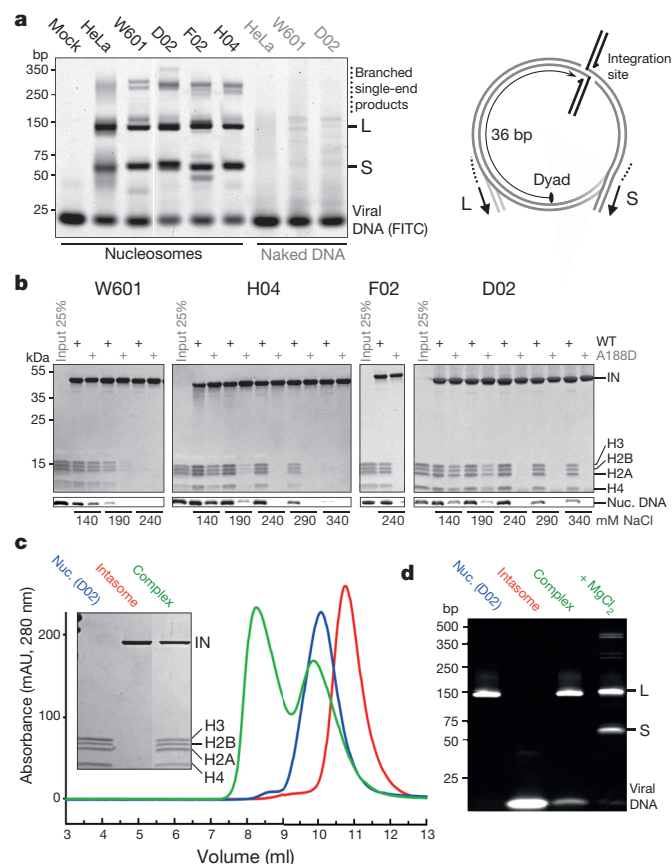 a
Mock HeLa W601 D02 F02 H04 HeLa W601 D02
bp
350
250
150
75
50
25
Branched
single-end
products
L
S
Viral
DNA (FITC)
Nucleosomes Naked DNA
Integration
site
36 bp
Dyad
L S
b
W601 H04 F02 D02
Input 25% + + + Input 25% + + + + + Input 25% + Input 25% + + + + + WT
+ + + + + + + + + + + + + + A188D
kDa
55
35
25
15
IN
H3
H2B
H2A
H4
Nuc. DNA
140 190 240 140 190 240 290 340 240 140 190 240 290 340 mM NaCl
c
Nuc. (D02) Intasome Complex
IN
H3
H2B
H2A
H4
Absorbance (mAU, 280 nm)
200
100
0
3 4 5 6 7 8 9 10 11 12 13
Volume (ml)
d
Nuc. (D02) Intasome Complex + MgCl₂
bp
500
350
250
150
75
50
25
L
S
Viral
DNA